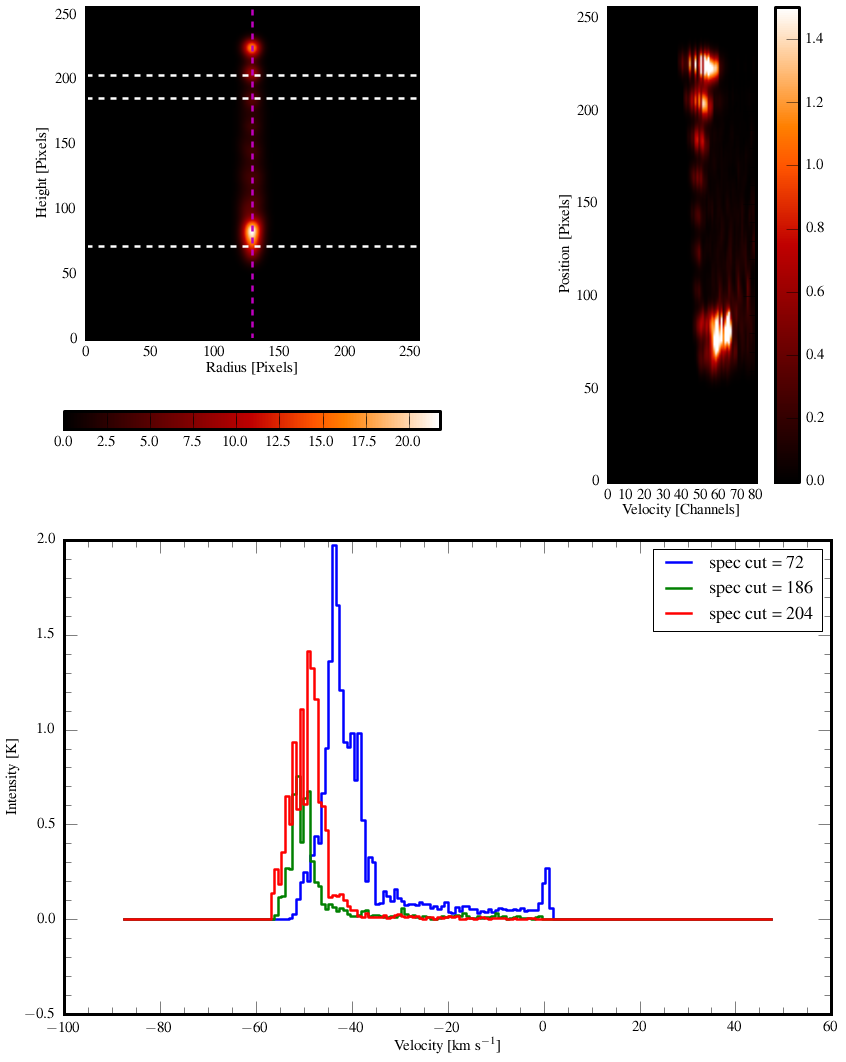 250
200
150
100
50
0
Height [Pixels]
0 50 100 150 200 250
Radius [Pixels]
0.0 2.5 5.0 7.5 10.0 12.5 15.0 17.5 20.0
250
200
150
100
50
0
Position [Pixels]
0 10 20 30 40 50 60 70 80
Velocity [Channels]
1.4
1.2
1.0
0.8
0.6
0.4
0.2
0.0
2.0
1.5
1.0
0.5
0.0
−0.5
Intensity [K]
spec cut = 72
spec cut = 186
spec cut = 204
−100 −80 −60 −40 −20 0 20 40 60
Velocity [km s⁻¹]